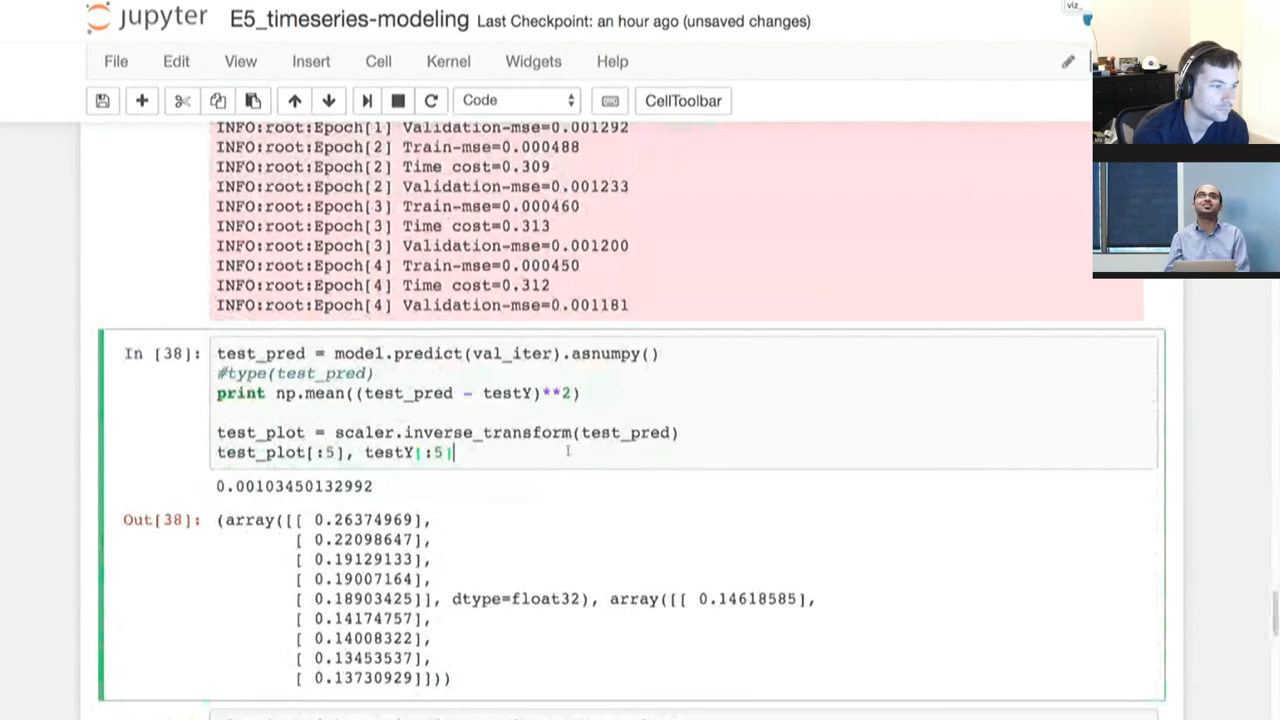 jupyter E5_timeseries-modeling Last Checkpoint: an hour ago (unsaved changes)
viz_
File Edit View Insert Cell Kernel Widgets Help
Code CellToolbar
INFO:root:Epoch[1] Validation-mse=0.001292
INFO:root:Epoch[2] Train-mse=0.000488
INFO:root:Epoch[2] Time cost=0.309
INFO:root:Epoch[2] Validation-mse=0.001233
INFO:root:Epoch[3] Train-mse=0.000460
INFO:root:Epoch[3] Time cost=0.313
INFO:root:Epoch[3] Validation-mse=0.001200
INFO:root:Epoch[4] Train-mse=0.000450
INFO:root:Epoch[4] Time cost=0.312
INFO:root:Epoch[4] Validation-mse=0.001181
In [38]: test_pred = model.predict(val_iter).asnumpy()
#type(test_pred)
print np.mean((test_pred - testY)**2)
test_plot = scaler.inverse_transform(test_pred)
test_plot[:5], testY[:5]
0.00103450132992
Out[38]: (array([[ 0.26374969],
[ 0.22098647],
[ 0.19129133],
[ 0.19007164],
[ 0.18903425]], dtype=float32), array([[ 0.14618585],
[ 0.14174757],
[ 0.14008322],
[ 0.13453537],
[ 0.13730929]]))